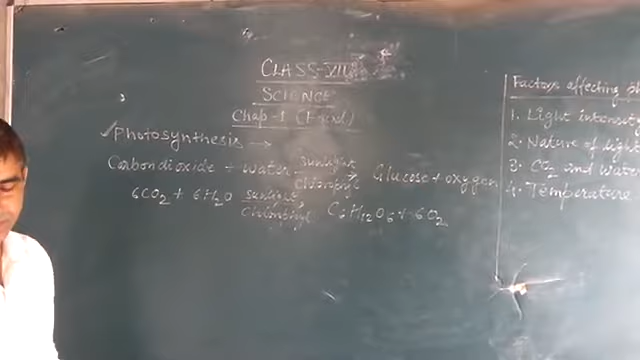 CLASS-VII
SCIENCE
Chap-1 (Food)
✓Photosynthesis →
Carbondioxide + water sunlight chlorophyll Glucose + oxygen
6CO2 + 6H2O sunlight chlorophyll C6H12O6 + 6O2
Factors affecting
1. Light intensity
2. Nature of light
3. CO2 and water
4. Temperature